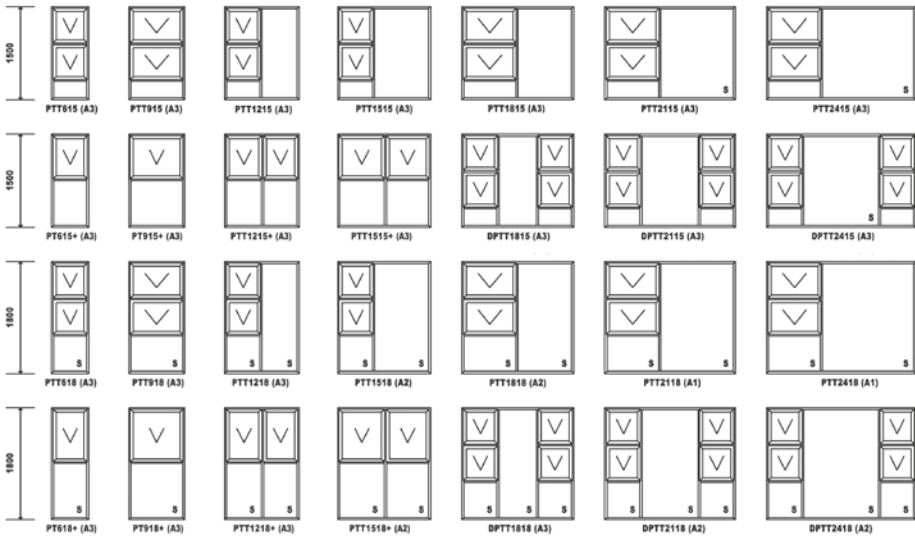 1500
S S
PTT615 (A3) PTT915 (A3) PTT1215 (A3) PTT1515 (A3) PTT1815 (A3) PTT2115 (A3) PTT2415 (A3)
1500
S
PT615+ (A3) PT915+ (A3) PTT1215+ (A3) PTT1515+ (A3) DPTT1815 (A3) DPTT2115 (A3) DPTT2415 (A3)
1800
S S S S S S S S S S S S
PTT618 (A3) PTT918 (A3) PTT1218 (A3) PTT1518 (A2) PTT1818 (A2) PTT2118 (A1) PTT2418 (A1)
1800
S S S S S S S S S S S S S S S
PT618+ (A3) PT918+ (A3) PTT1218+ (A3) PTT1518+ (A2) DPTT1818 (A3) DPTT2118 (A2) DPTT2418 (A2)